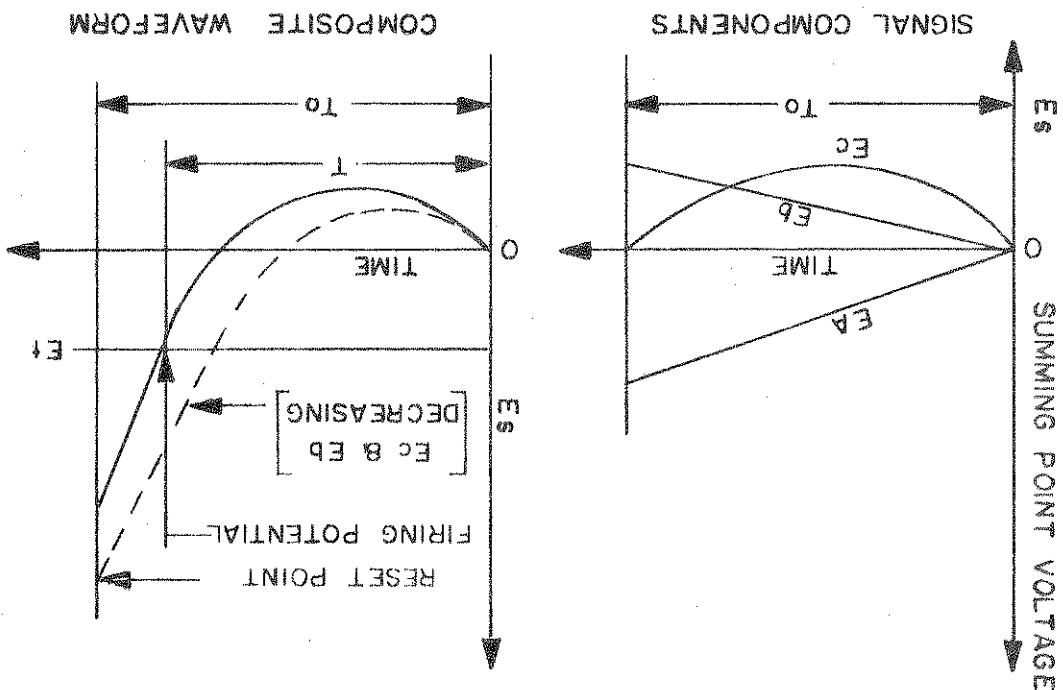 SUMMING POINT VOLTAGE
EA
TIME
O
Eb
Ec
Es
To
SIGNAL COMPONENTS
RESET POINT
FIRING POTENTIAL
Ec & Eb
DECREASING
Es
Ef
TIME
O
T
To
COMPOSITE WAVEFORM